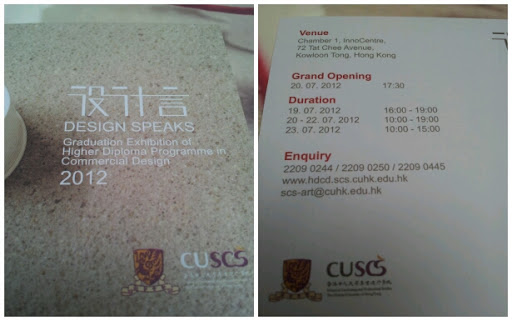 设计言
DESIGN SPEAKS
Graduation Exhibition of
Higher Diploma Programme in
Commercial Design
2012
CUSCS
Venue
Chamber 1, InnoCentre,
72 Tat Chee Avenue,
Kowloon Tong, Hong Kong
Grand Opening
20. 07. 2012 17:30
Duration
19. 07. 2012 16:00 - 19:00
20 - 22. 07. 2012 10:00 - 19:00
23. 07. 2012 10:00 - 15:00
Enquiry
2209 0244 / 2209 0250 / 2209 0445
www.hdcd.scs.cuhk.edu.hk
scs-art@cuhk.edu.hk
CUSCS